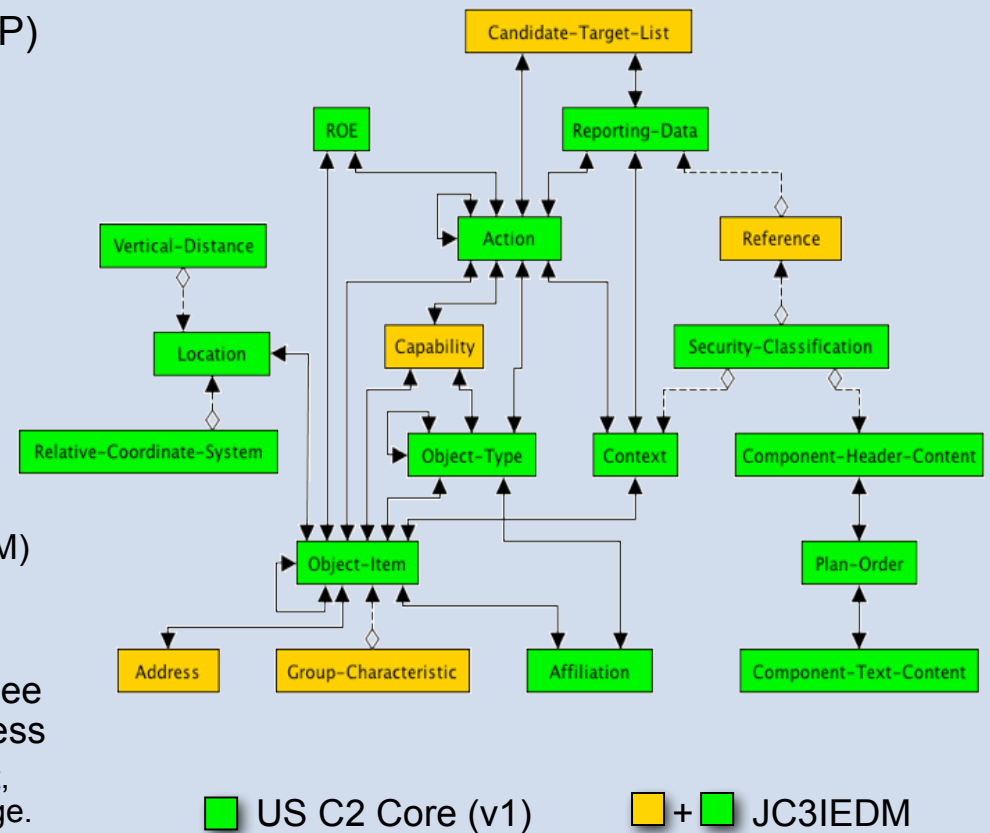 P)
Candidate-Target-List
ROE
Reporting-Data
Vertical-Distance
Action
Reference
Location
Capability
Security-Classification
Relative-Coordinate-System
Object-Type
Context
Component-Header-Content
M)
Object-Item
Plan-Order
Address
Group-Characteristic
Affiliation
Component-Text-Content
ee
ess
,
ge.
US C2 Core (v1)
+ JC3IEDM